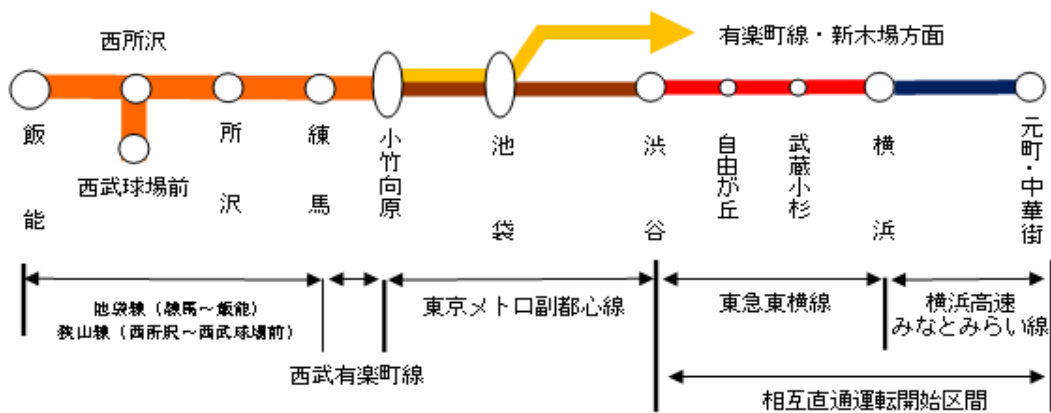 西所沢
有楽町線・新木場方面
飯能
西武球場前
所沢
練馬
小竹向原
池袋
渋谷
自由が丘
武蔵小杉
横浜
元町・中華街
池袋線(練馬~飯能)
狭山線(西所沢~西武球場前)
西武有楽町線
東京メトロ副都心線
東急東横線
横浜高速
みなとみらい線
相互直通運転開始区間